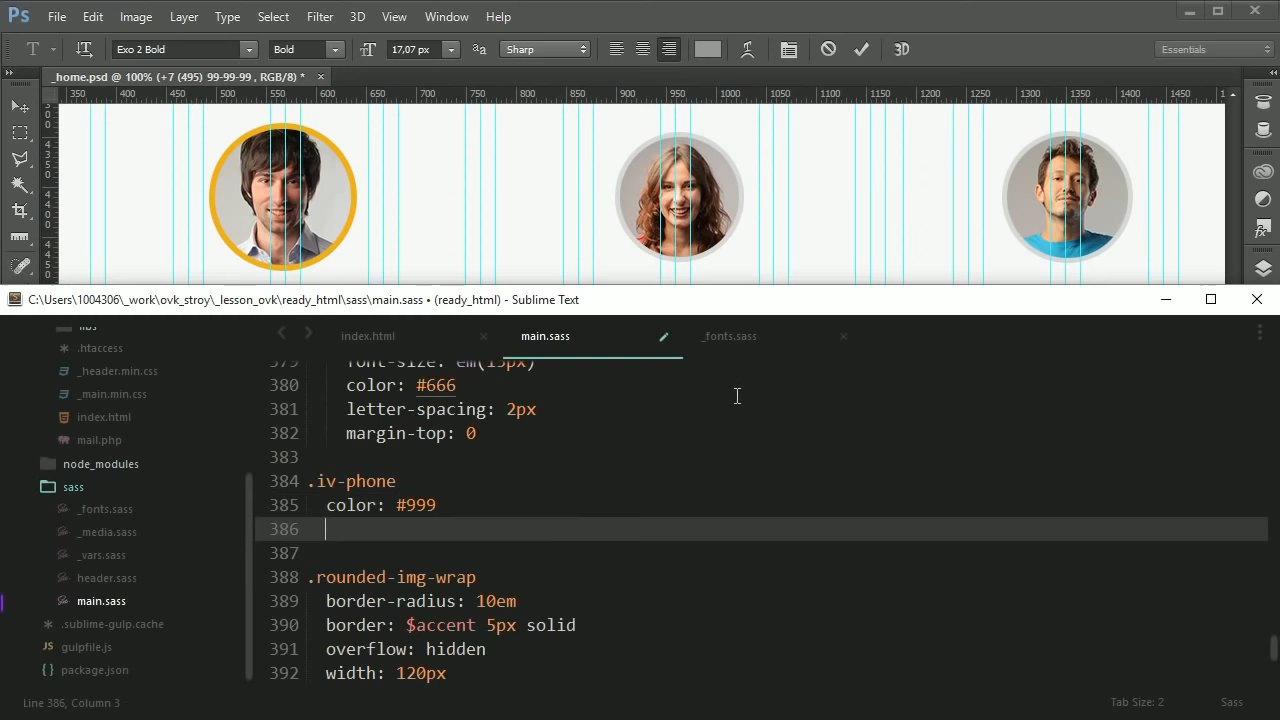 Ps File Edit Image Layer Type Select Filter 3D View Window Help
T Exo 2 Bold Bold 17,07 px Sharp 3D Essentials
_home.psd @ 100% (+7 (495) 99-99-99 , RGB/8) * ×
350 400 450 500 550 600 650 700 750 800 850 900 950 1000 1050 1100 1150 1200 1250 1300 1350 1400 1450
C:\Users\1004306\_work\ovk_stroy\_lesson_ovk\ready_html\sass\main.sass • (ready_html) - Sublime Text
index.html main.sass _fonts.sass
libs
.htaccess
_header.min.css
_main.min.css
index.html
mail.php
node_modules
sass
_fonts.sass
_media.sass
_vars.sass
header.sass
main.sass
.sublime-gulp.cache
gulpfile.js
package.json
379 font-size: em(15px)
380 color: #666
381 letter-spacing: 2px
382 margin-top: 0
383
384 .iv-phone
385 color: #999
386
387
388 .rounded-img-wrap
389 border-radius: 10em
390 border: $accent 5px solid
391 overflow: hidden
392 width: 120px
Line 386, Column 3 Tab Size: 2 Sass